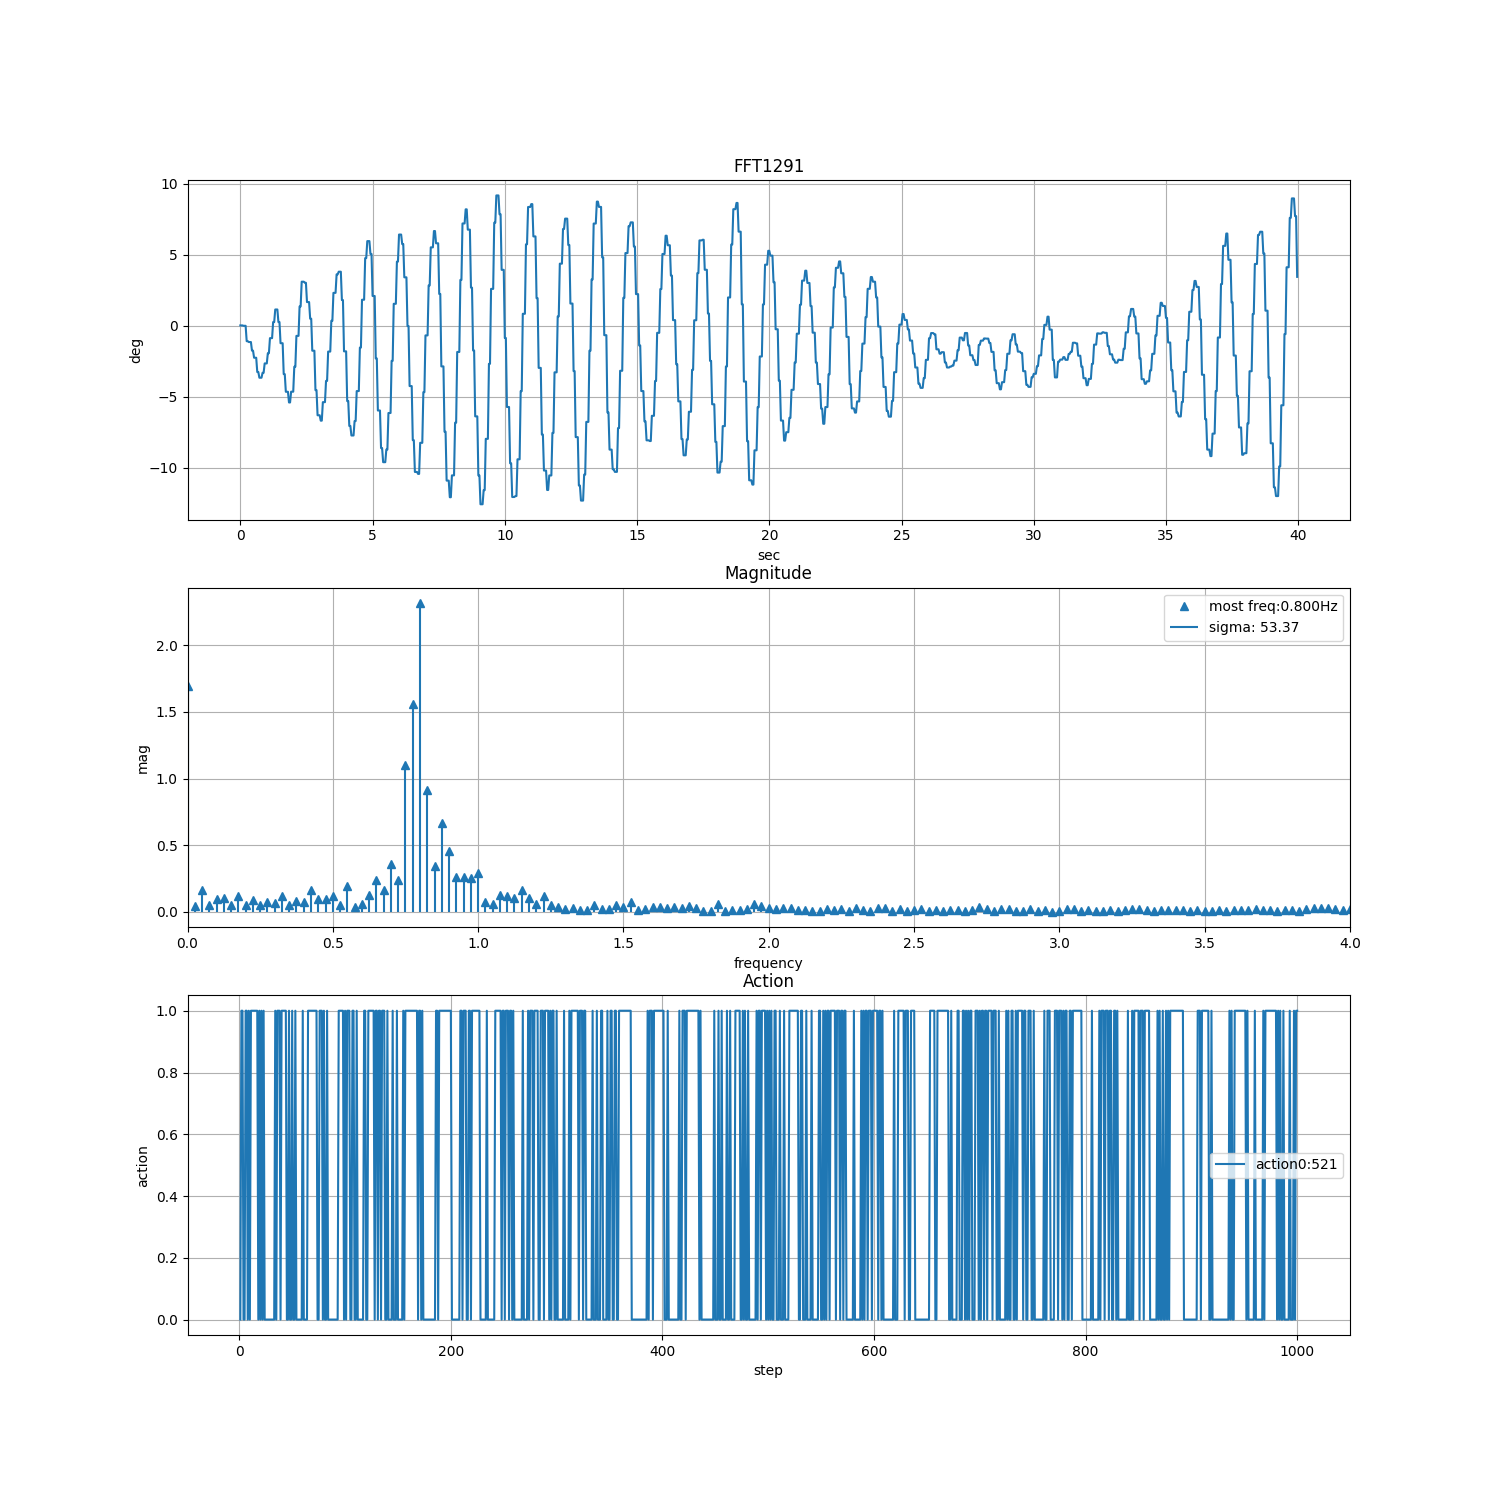 FFT1291
10
5
0
−5
−10
deg
0 5 10 15 20 25 30 35 40
sec
Magnitude
most freq:0.800Hz
sigma: 53.37
2.0
1.5
1.0
0.5
0.0
mag
0.0 0.5 1.0 1.5 2.0 2.5 3.0 3.5 4.0
frequency
Action
1.0
0.8
0.6
0.4
0.2
0.0
action
action0:521
0 200 400 600 800 1000
step